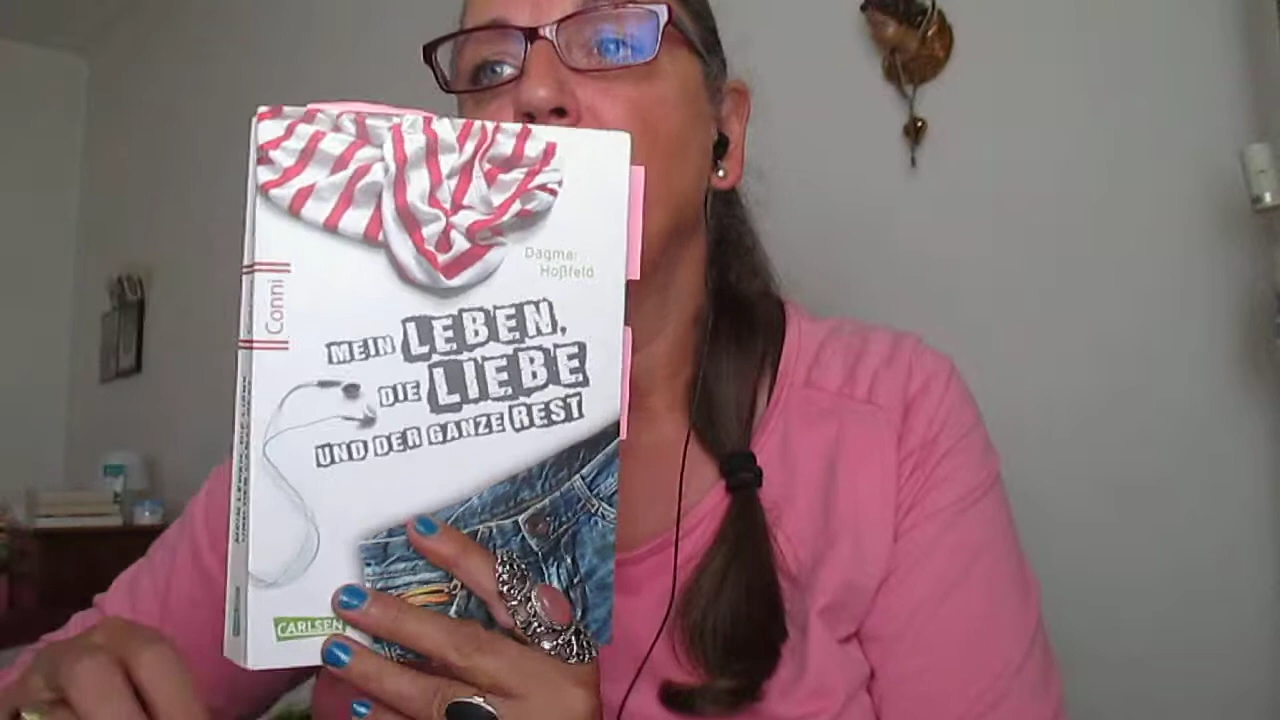 Dagmar
Hoßfeld
Conni
MEIN LEBEN,
DIE LIEBE
UND DER GANZE REST
CARLSEN